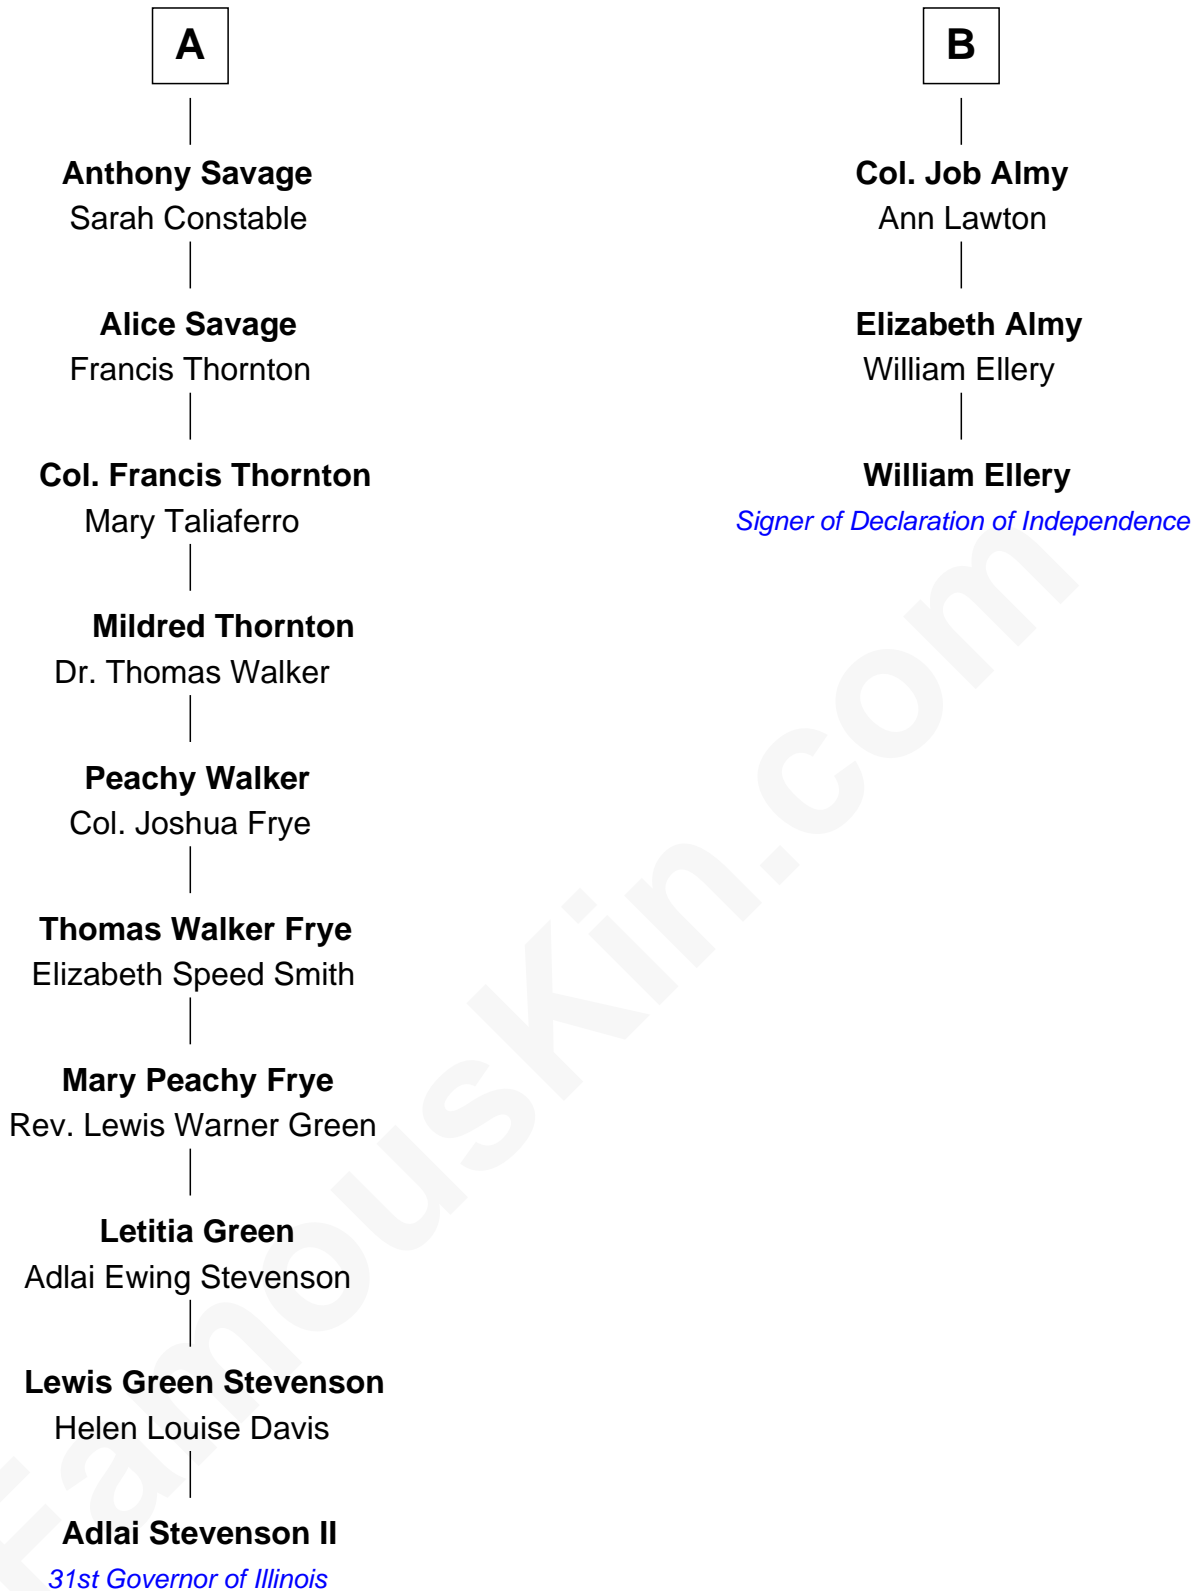 A
Anthony Savage
Sarah Constable
Alice Savage
Francis Thornton
Col. Francis Thornton
Mary Taliaferro
Mildred Thornton
Dr. Thomas Walker
Peachy Walker
Col. Joshua Frye
Thomas Walker Frye
Elizabeth Speed Smith
Mary Peachy Frye
Rev. Lewis Warner Green
Letitia Green
Adlai Ewing Stevenson
Lewis Green Stevenson
Helen Louise Davis
Adlai Stevenson II
31st Governor of Illinois
B
Col. Job Almy
Ann Lawton
Elizabeth Almy
William Ellery
William Ellery
Signer of Declaration of Independence
FamousKin.com